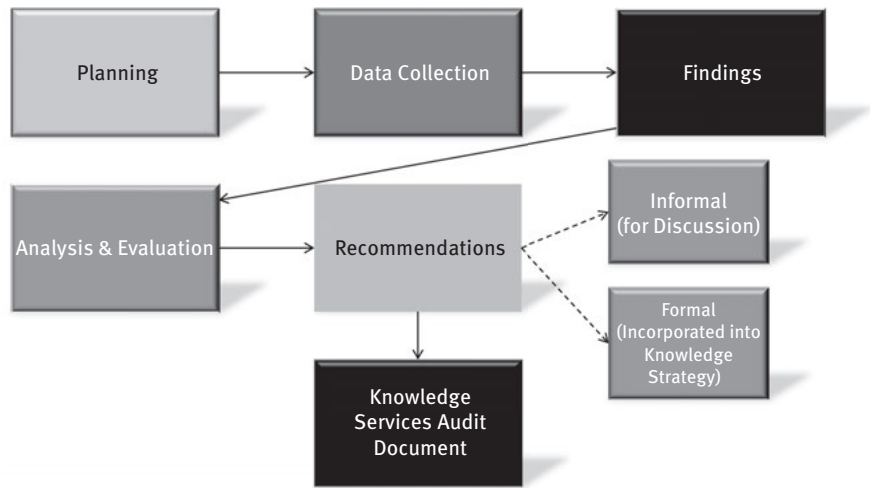 Planning
Data Collection
Findings
Analysis & Evaluation
Recommendations
Informal
(for Discussion)
Formal
(Incorporated into
Knowledge
Strategy)
Knowledge
Services Audit
Document